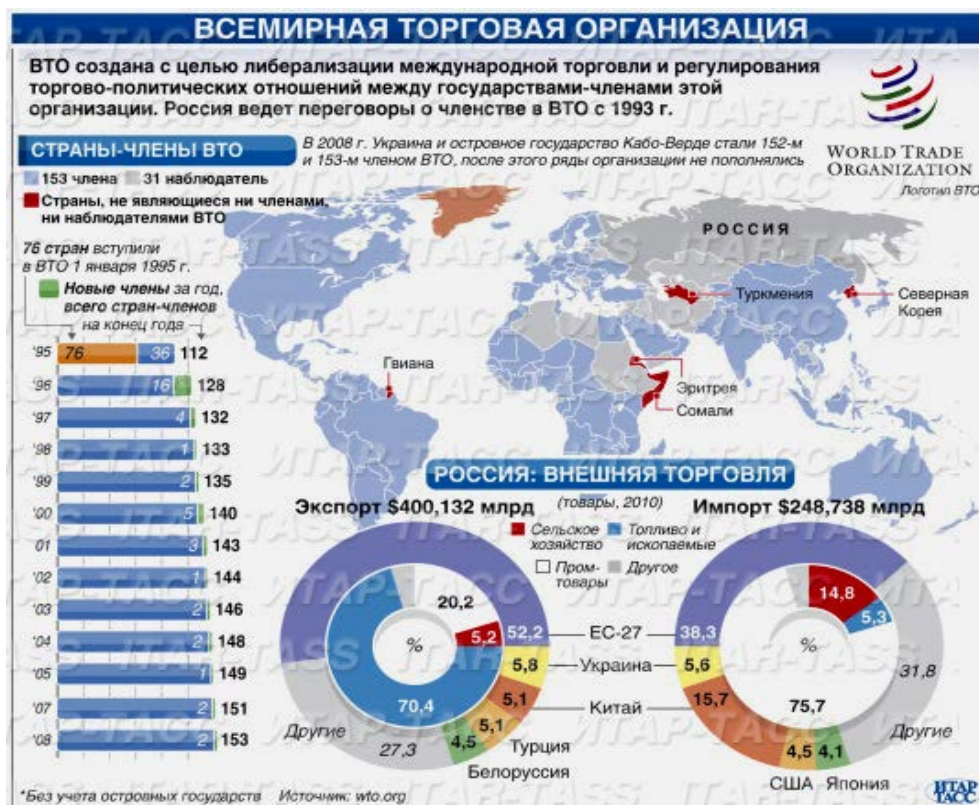 ВСЕМИРНАЯ ТОРГОВАЯ ОРГАНИЗАЦИЯ
ВТО создана с целью либерализации международной торговли и регулирования
торгово-политических отношений между государствами-членами этой
организации. Россия ведет переговоры о членстве в ВТО с 1993 г.
WORLD TRADE
ORGANIZATION
Логотип ВТО
СТРАНЫ-ЧЛЕНЫ ВТО
В 2008 г. Украина и островное государство Кабо-Верде стали 152-м
и 153-м членом ВТО, после этого ряды организации не пополнялись
153 члена 31 наблюдатель
Страны, не являющиеся ни членами,
ни наблюдателями ВТО
76 стран вступили
в ВТО 1 января 1995 г.
Новые члены за год,
всего стран-членов
на конец года
'95 76 36 112
'96 16 128
'97 4 132
'98 1 133
'99 2 135
'00 5 140
01 3 143
'02 1 144
'03 2 146
'04 2 148
'05 1 149
'07 2 151
'08 2 153
РОССИЯ
Туркмения
Северная
Корея
Гвиана
Эритрея
Сомали
РОССИЯ: ВНЕШНЯЯ ТОРГОВЛЯ
(товары, 2010)
Экспорт $400,132 млрд
Импорт $248,738 млрд
Сельское
хозяйство
Топливо и
ископаемые
Пром-
товары
Другое
20,2
5,2
70,4
%
52,2
5,8
5,1
5,1
4,5
27,3
Другие
ЕС-27
Украина
Китай
Турция
Белоруссия
14,8
5,3
75,7
%
38,3
5,6
15,7
4,5
4,1
31,8
Другие
США
Япония
*Без учета островных государств Источник: wto.org
ИТАР
ТАСС
ИТАР-ТАСС
ITAR-TASS